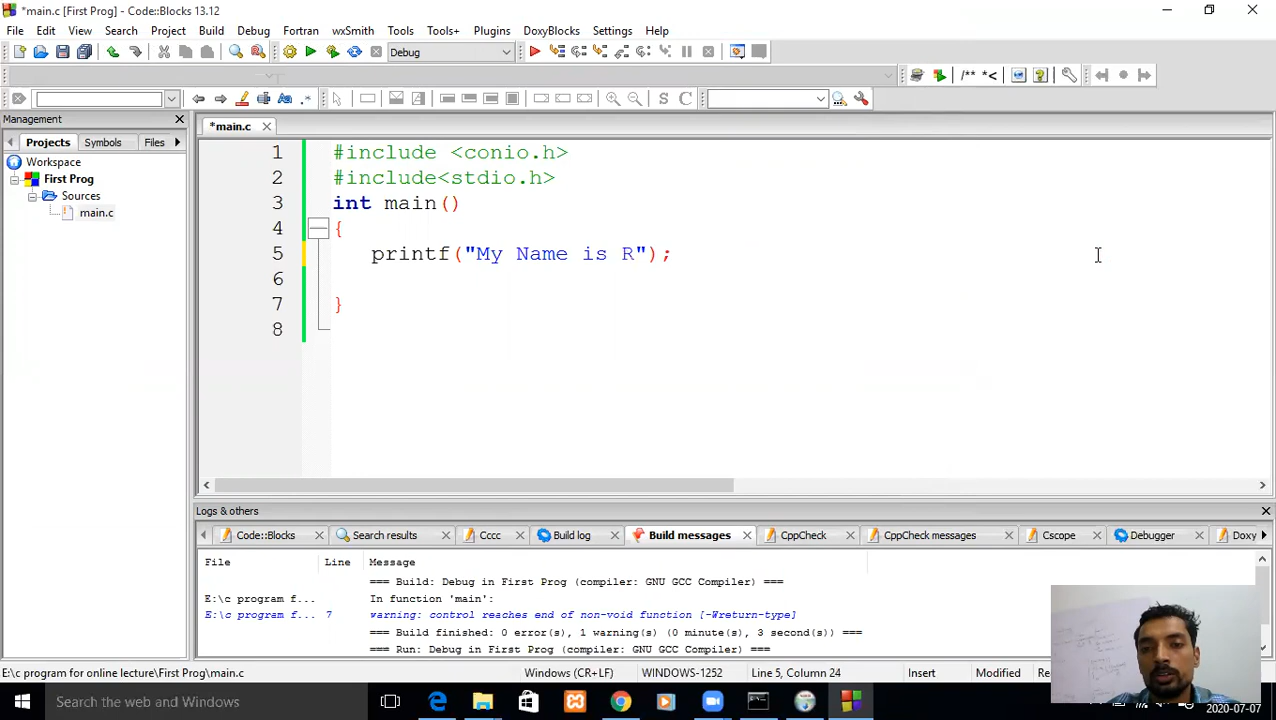 *main.c [First Prog] - Code::Blocks 13.12
File Edit View Search Project Build Debug Fortran wxSmith Tools Tools+ Plugins DoxyBlocks Settings Help
Debug
/** *<
S C
Management
*main.c
Projects Symbols Files
Workspace
First Prog
Sources
main.c
1 #include <conio.h>
2 #include<stdio.h>
3 int main()
4 {
5 printf("My Name is R");
6
7 }
8
Logs & others
Code::Blocks Search results Cccc Build log Build messages CppCheck CppCheck messages Cscope Debugger Doxy
File Line Message
=== Build: Debug in First Prog (compiler: GNU GCC Compiler) ===
E:\c program f... In function 'main':
E:\c program f... 7 warning: control reaches end of non-void function [-Wreturn-type]
=== Build finished: 0 error(s), 1 warning(s) (0 minute(s), 3 second(s)) ===
=== Run: Debug in First Prog (compiler: GNU GCC Compiler) ===
E:\c program for online lecture\First Prog\main.c Windows (CR+LF) WINDOWS-1252 Line 5, Column 24 Insert Modified
Search the web and Windows
2020-07-07